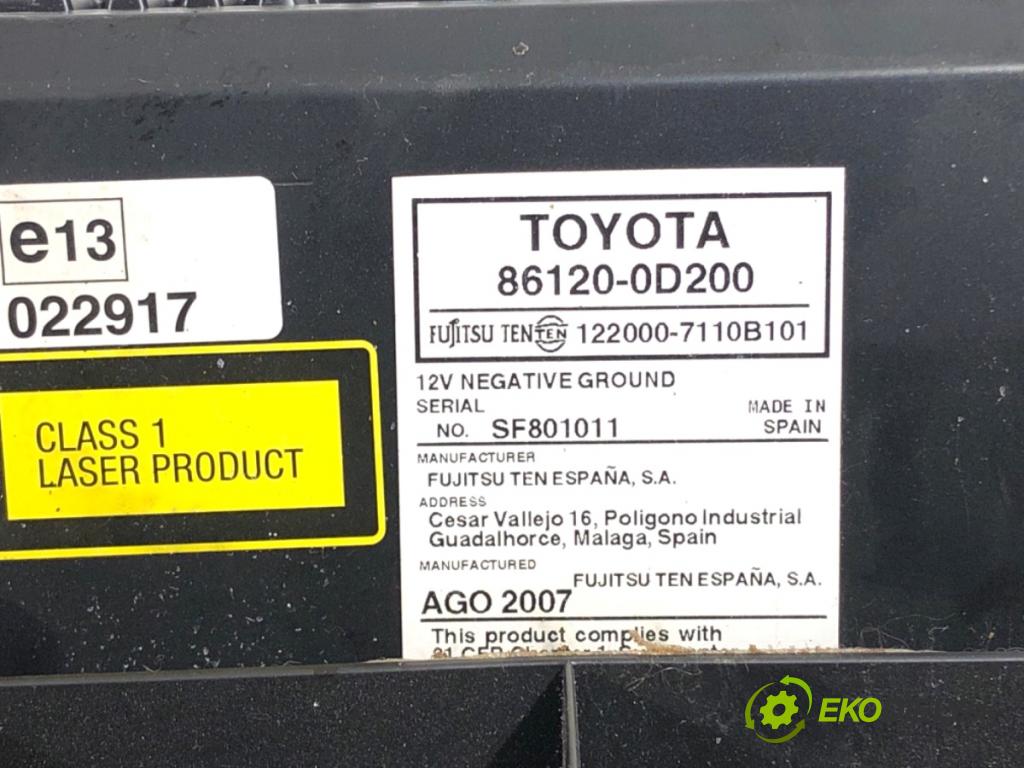 e13
022917
CLASS 1
LASER PRODUCT
TOYOTA
86120-0D200
FUJITSU TEN TEN 122000-7110B101
12V NEGATIVE GROUND
SERIAL
NO. SF801011
MADE IN
SPAIN
MANUFACTURER
FUJITSU TEN ESPAÑA, S.A.
ADDRESS
Cesar Vallejo 16, Poligono Industrial
Guadalhorce, Malaga, Spain
MANUFACTURED
FUJITSU TEN ESPAÑA, S.A.
AGO 2007
This product complies with
EKO